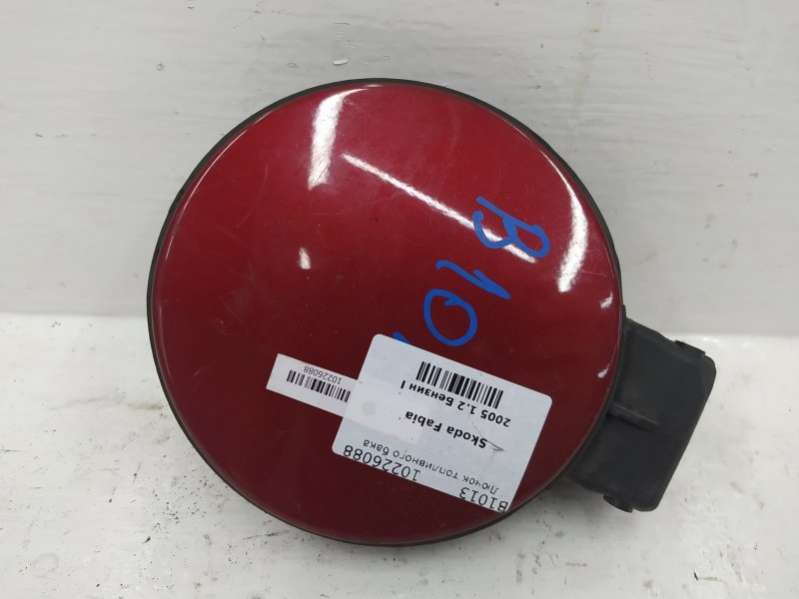 B10
B1013
10226088
Лючок топливного бака
Skoda Fabia
2005 1.2 Бензин I
10226088